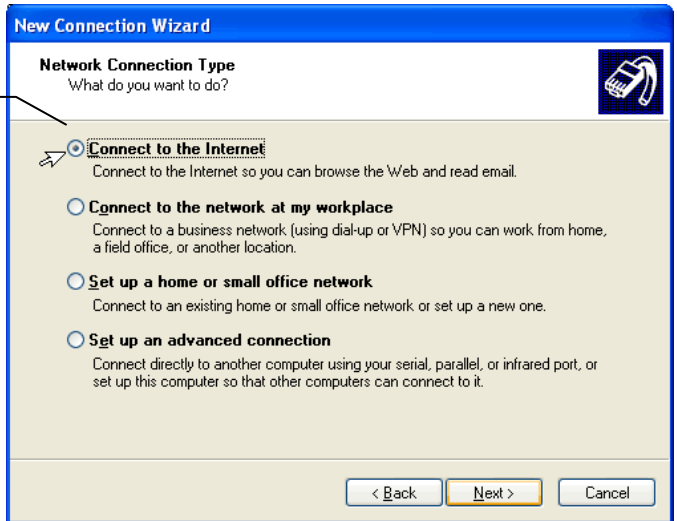 New Connection Wizard
Network Connection Type
What do you want to do?
Connect to the Internet
Connect to the Internet so you can browse the Web and read email.
Connect to the network at my workplace
Connect to a business network (using dial-up or VPN) so you can work from home,
a field office, or another location.
Set up a home or small office network
Connect to an existing home or small office network or set up a new one.
Set up an advanced connection
Connect directly to another computer using your serial, parallel, or infrared port, or
set up this computer so that other computers can connect to it.
< Back Next > Cancel